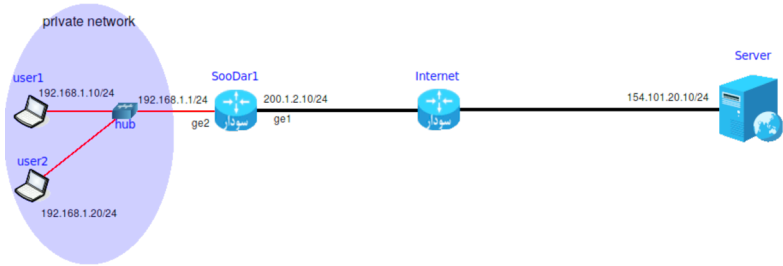 private network
user1
192.168.1.10/24
hub
192.168.1.1/24
user2
192.168.1.20/24
SooDar1
سودار
ge2
200.1.2.10/24
ge1
Internet
سودار
Server
154.101.20.10/24